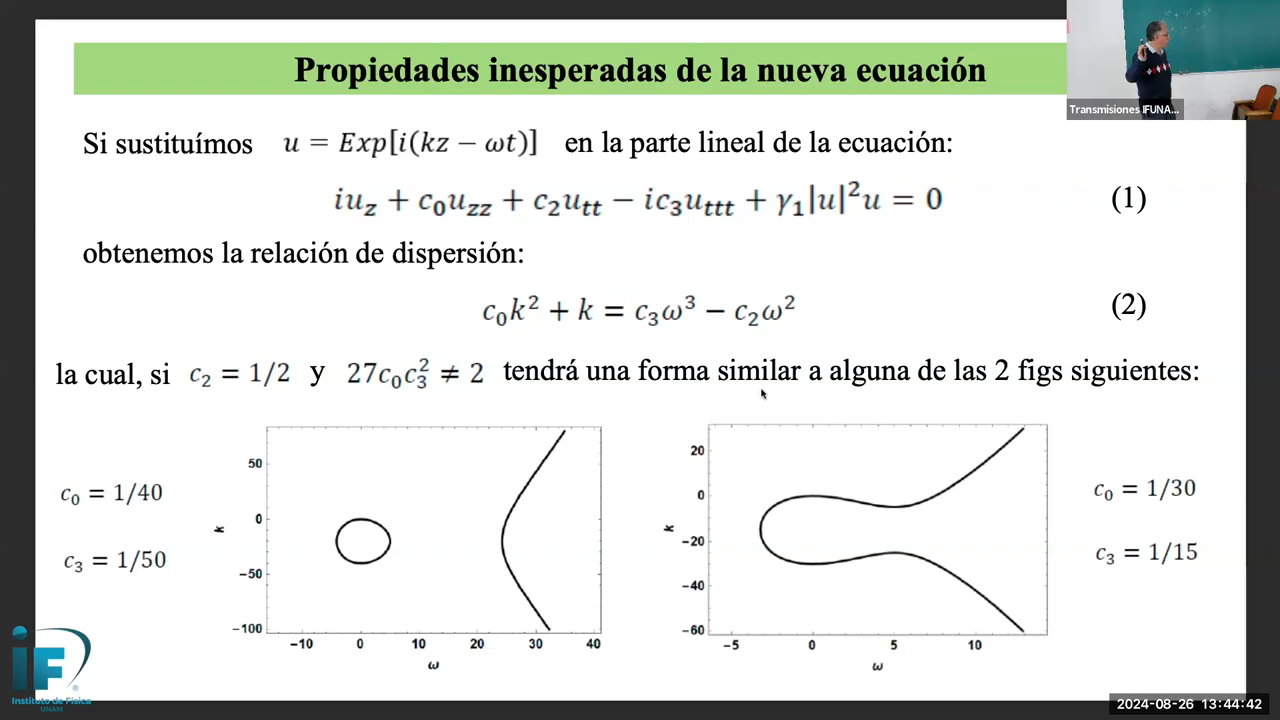 Propiedades inesperadas de la nueva ecuación
Transmisiones IFUNA...
Si sustituímos u = Exp[i(kz − ωt)] en la parte lineal de la ecuación:
iu_z + c_0u_zz + c_2u_tt − ic_3u_ttt + γ_1|u|^2u = 0 (1)
obtenemos la relación de dispersión:
c_0k^2 + k = c_3ω^3 − c_2ω^2 (2)
la cual, si c_2 = 1/2 y 27c_0c_3^2 ≠ 2 tendrá una forma similar a alguna de las 2 figs siguientes:
c_0 = 1/40
c_3 = 1/50
50
0
−50
−100
k
−10 0 10 20 30 40
ω
20
0
−20
−40
−60
k
−5 0 5 10
ω
c_0 = 1/30
c_3 = 1/15
iF
®
Instituto de Física
UNAM
2024-08-26 13:44:42